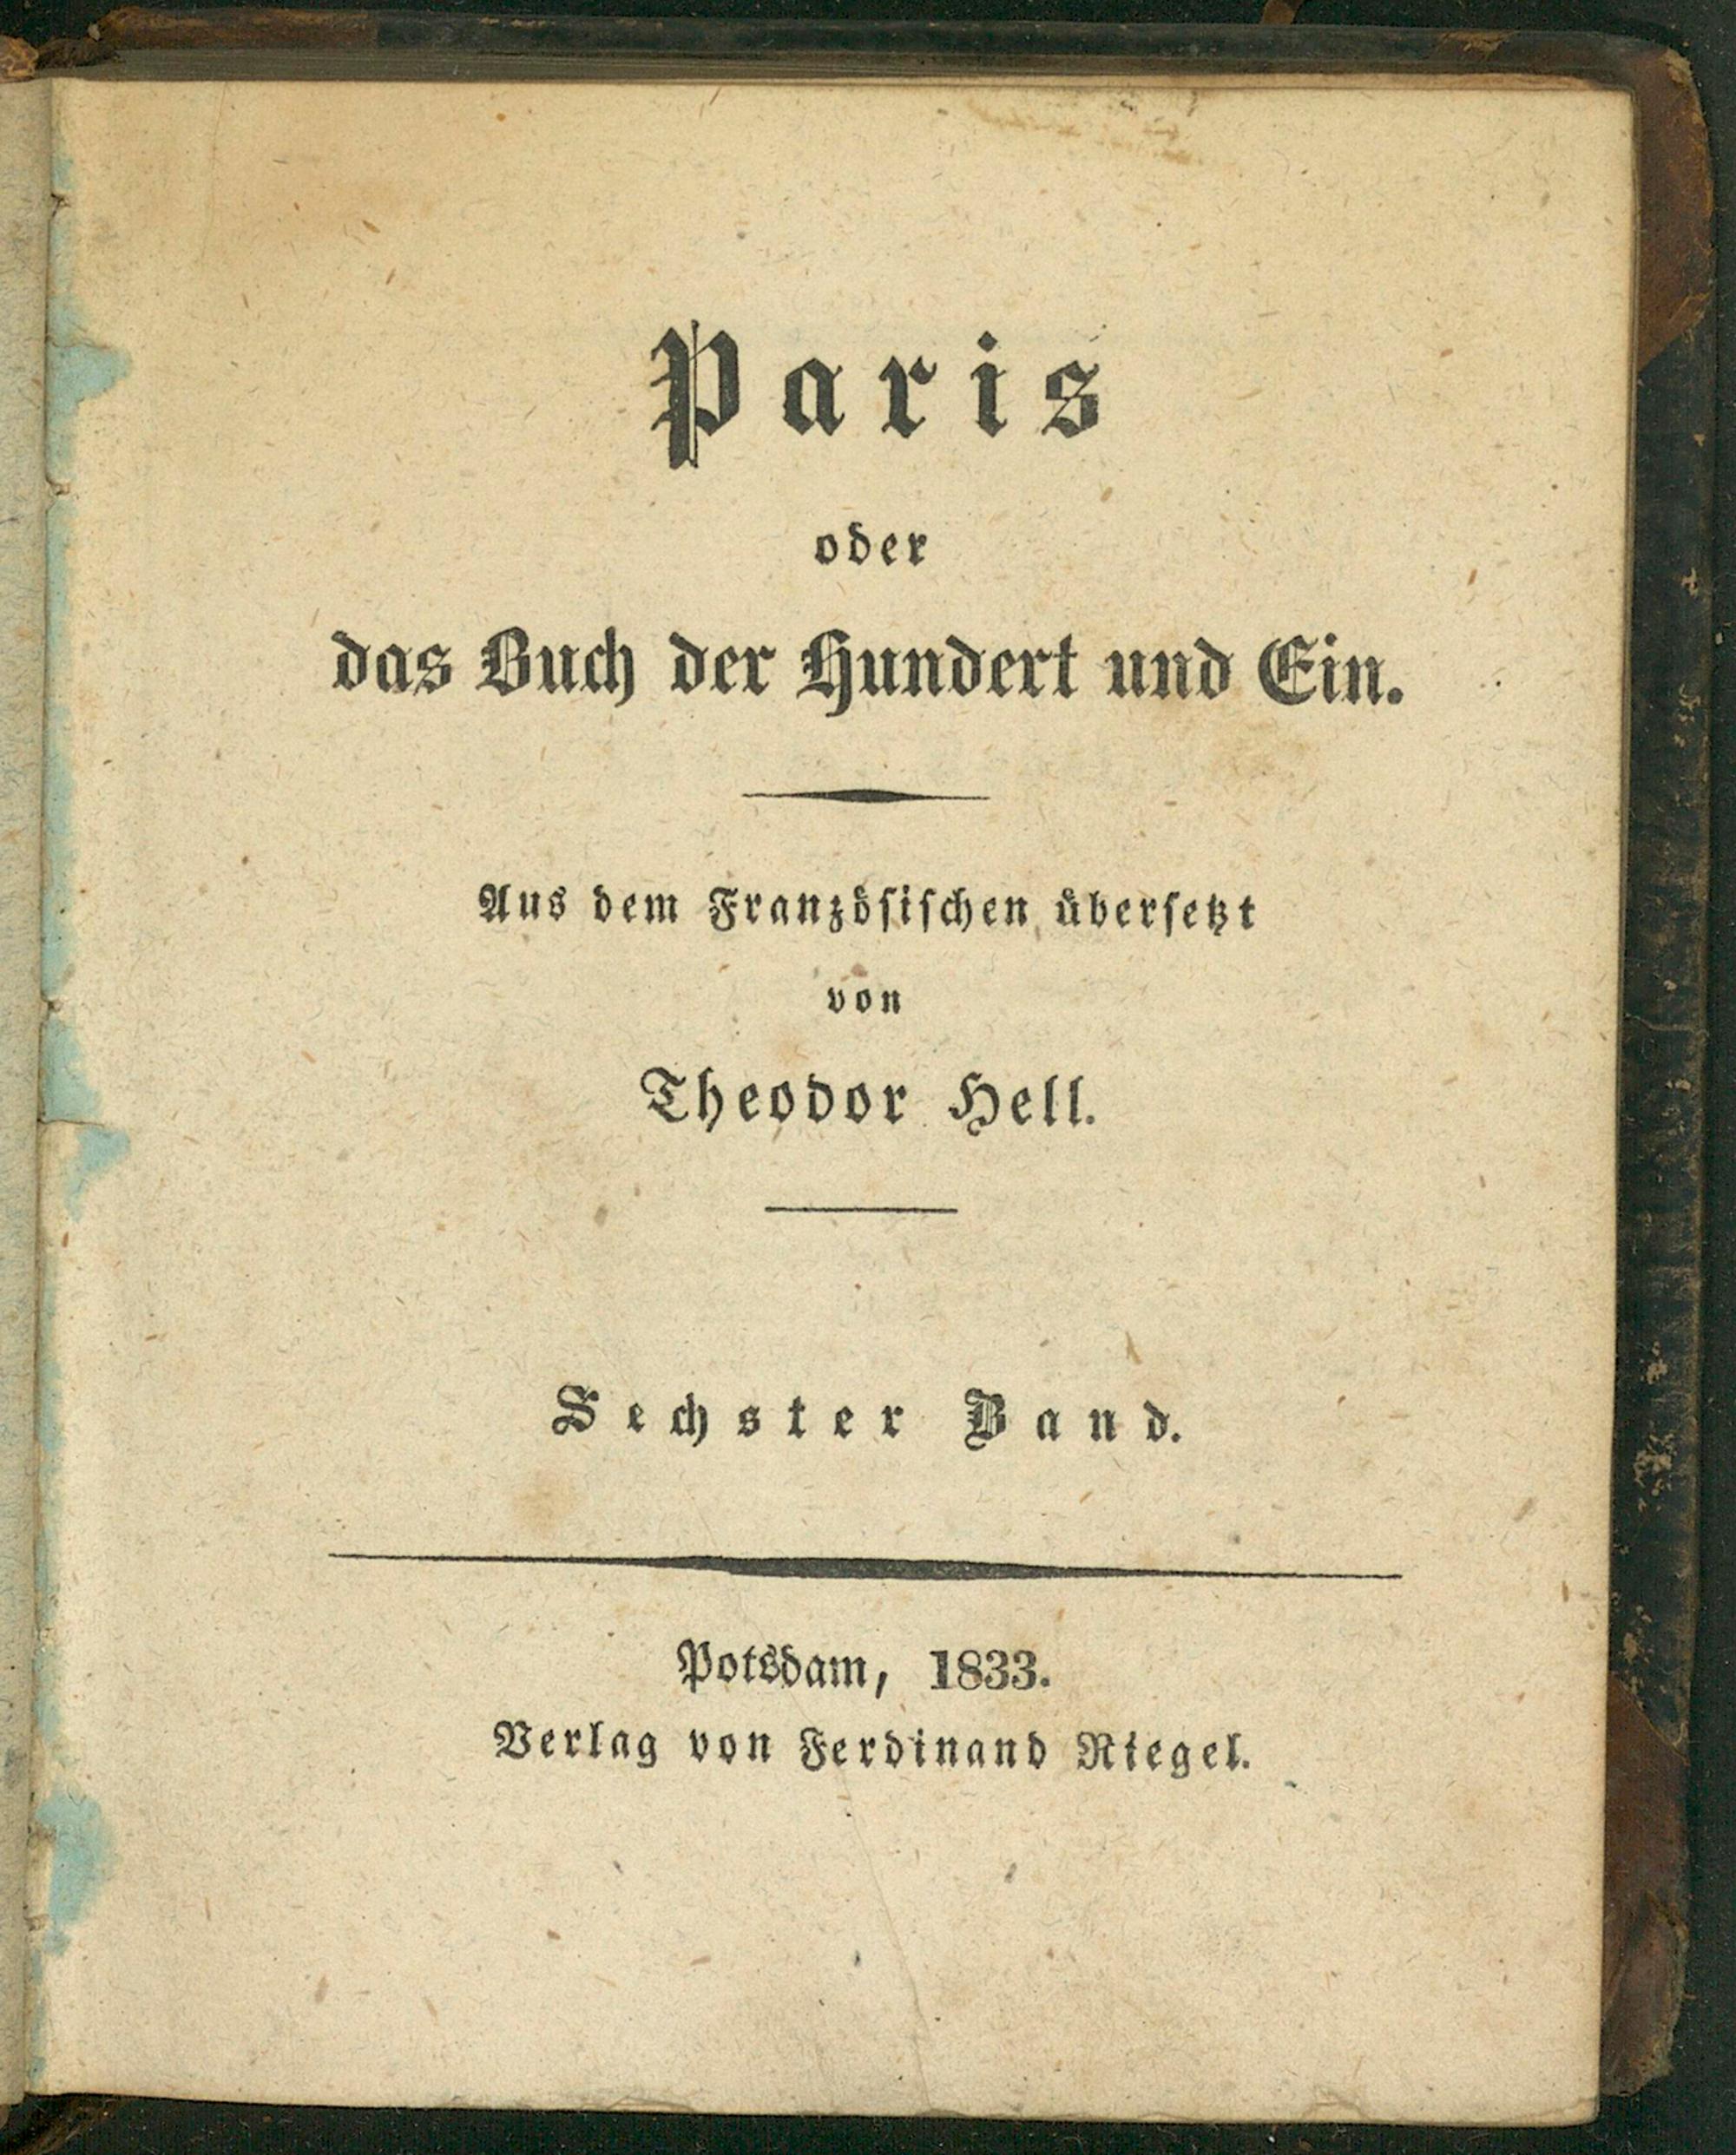 Paris
oder
das Buch der Hundert und Ein.
Aus dem Franzöſiſchen überſetzt
von
Theodor Hell.
Sechster Band.
Potsdam, 1833.
Verlag von Ferdinand Riegel.